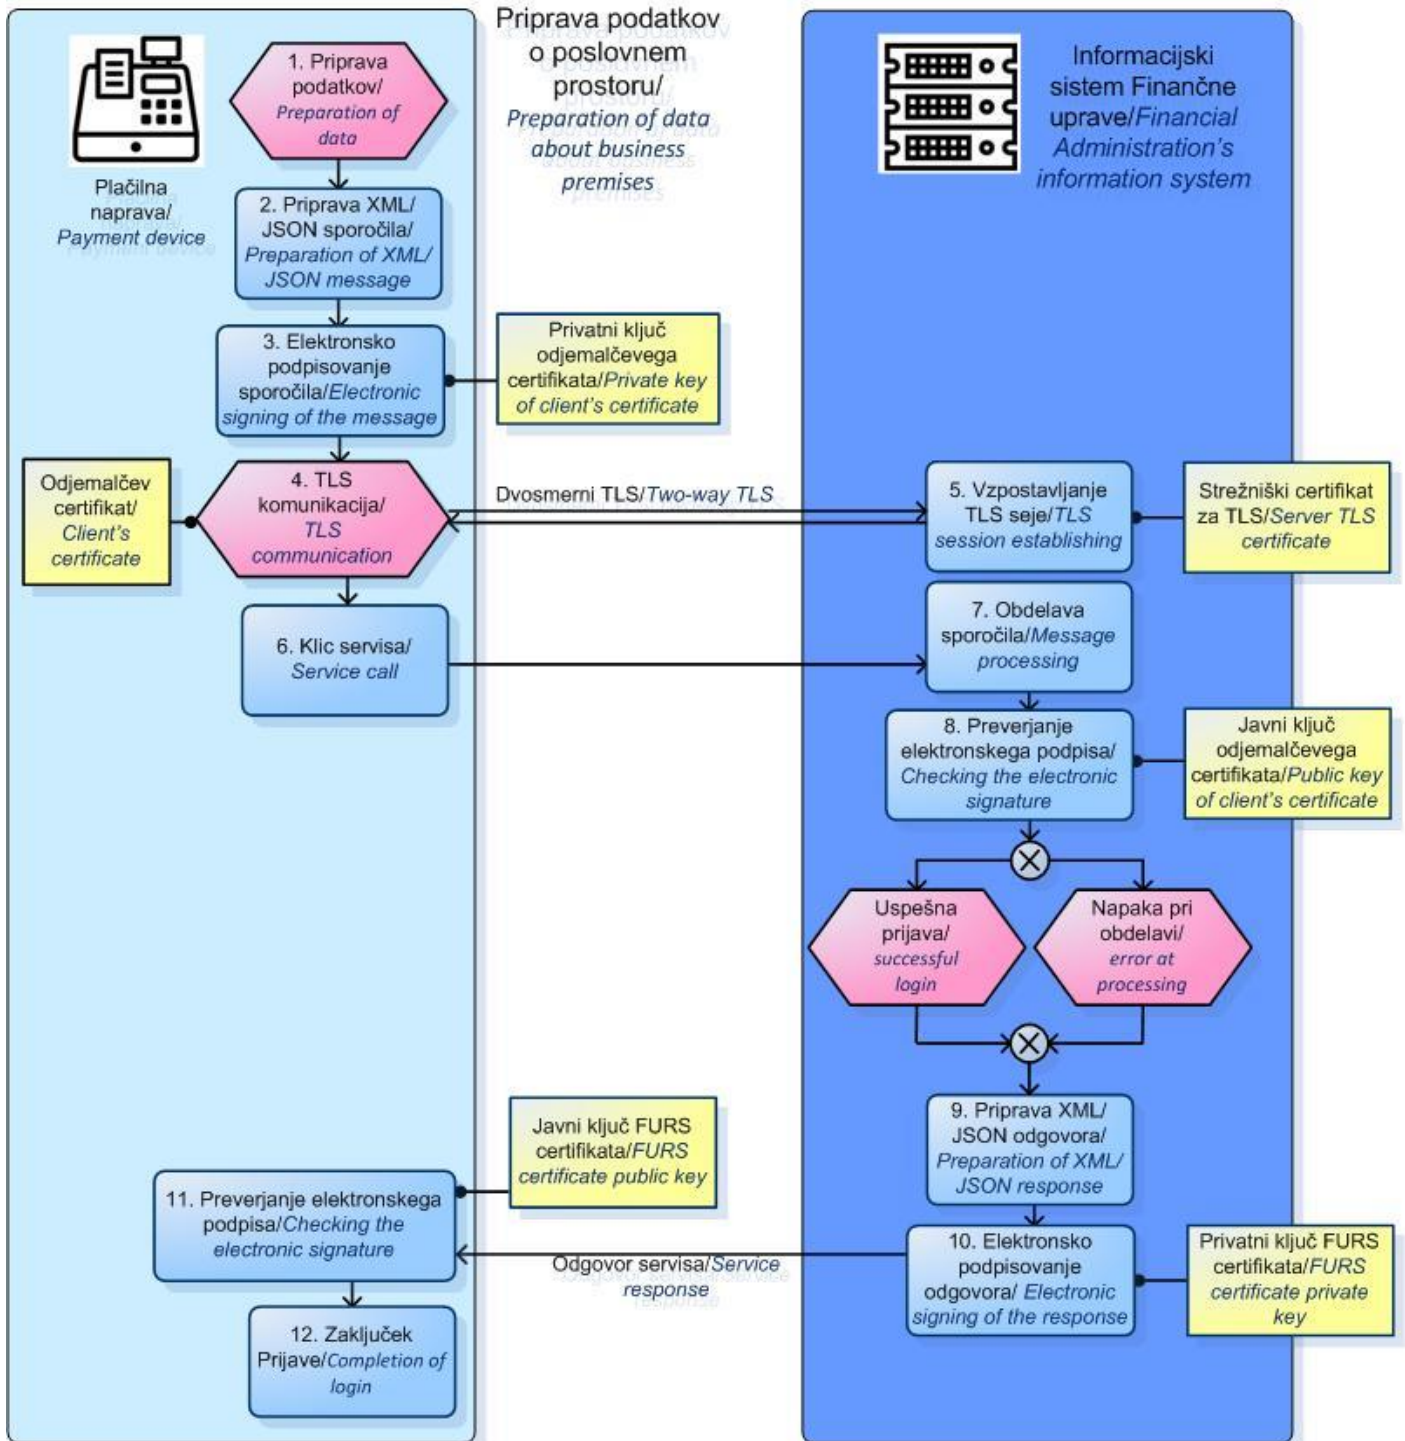 Plačilna
naprava/
Payment device
1. Priprava
podatkov/
Preparation of
data
Priprava podatkov
o poslovnem
prostoru/
Preparation of data
about business
premises
Informacijski
sistem Finančne
uprave/Financial
Administration's
information system
2. Priprava XML/
JSON sporočila/
Preparation of XML/
JSON message
3. Elektronsko
podpisovanje
sporočila/Electronic
signing of the message
Privatni ključ
odjemalčevega
certifikata/Private key
of client's certificate
Odjemalčev
certifikat/
Client's
certificate
4. TLS
komunikacija/
TLS
communication
Dvosmerni TLS/Two-way TLS
5. Vzpostavljanje
TLS seje/TLS
session establishing
Strežniški certifikat
za TLS/Server TLS
certificate
6. Klic servisa/
Service call
7. Obdelava
sporočila/Message
processing
8. Preverjanje
elektronskega podpisa/
Checking the electronic
signature
Javni ključ
odjemalčevega
certifikata/Public key
of client's certificate
Uspešna
prijava/
successful
login
Napaka pri
obdelavi/
error at
processing
9. Priprava XML/
JSON odgovora/
Preparation of XML/
JSON response
Javni ključ FURS
certifikata/FURS
certificate public key
11. Preverjanje elektronskega
podpisa/Checking the
electronic signature
Odgovor servisa/Service
response
10. Elektronsko
podpisovanje
odgovora/ Electronic
signing of the response
Privatni ključ FURS
certifikata/FURS
certificate private
key
12. Zaključek
Prijave/Completion of
login